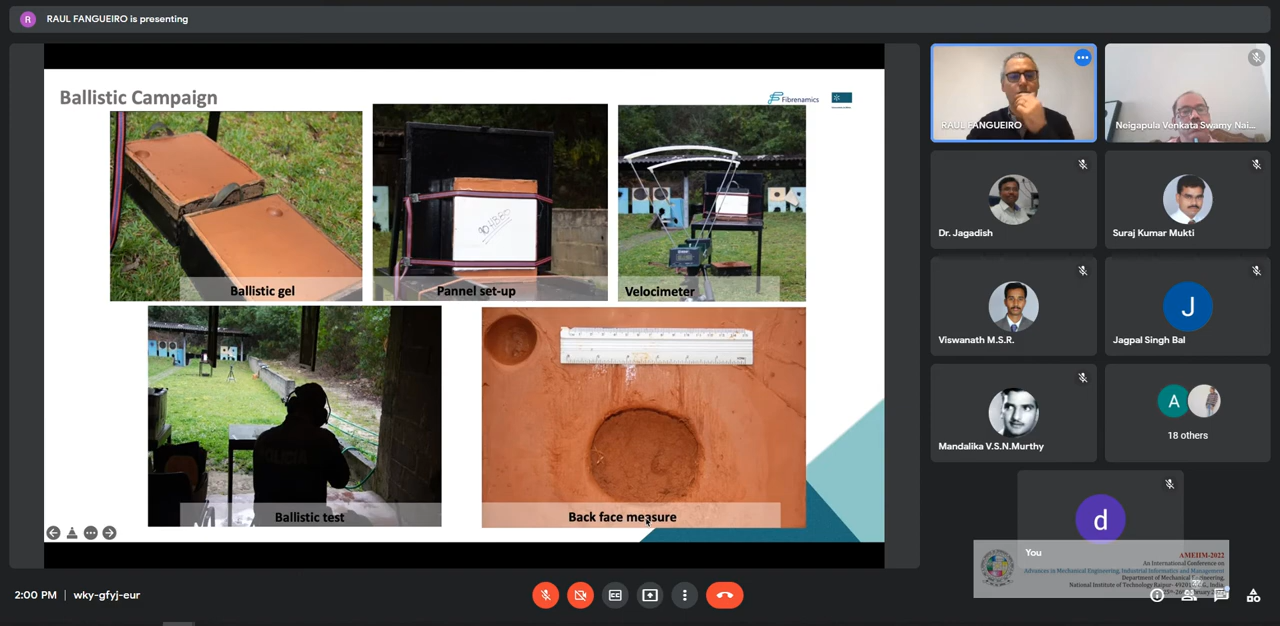 R
RAUL FANGUEIRO is presenting
Ballistic Campaign
Fibrenamics
Ballistic gel
Pannel set-up
Velocimeter
Ballistic test
Back face measure
RAUL FANGUEIRO
Neigapula Venkata Swamy Nai...
Dr. Jagadish
Suraj Kumar Mukti
Viswanath M.S.R.
J
Jagpal Singh Bal
Mandalika V.S.N.Murthy
A
18 others
d
You
AMEIIM-2022
An International Conference on
Advances in Mechanical Engineering, Industrial Informatics and Management
Department of Mechanical Engineering,
National Institute of Technology Raipur- 49201
2:00 PM | wky-gfyj-eur
CC